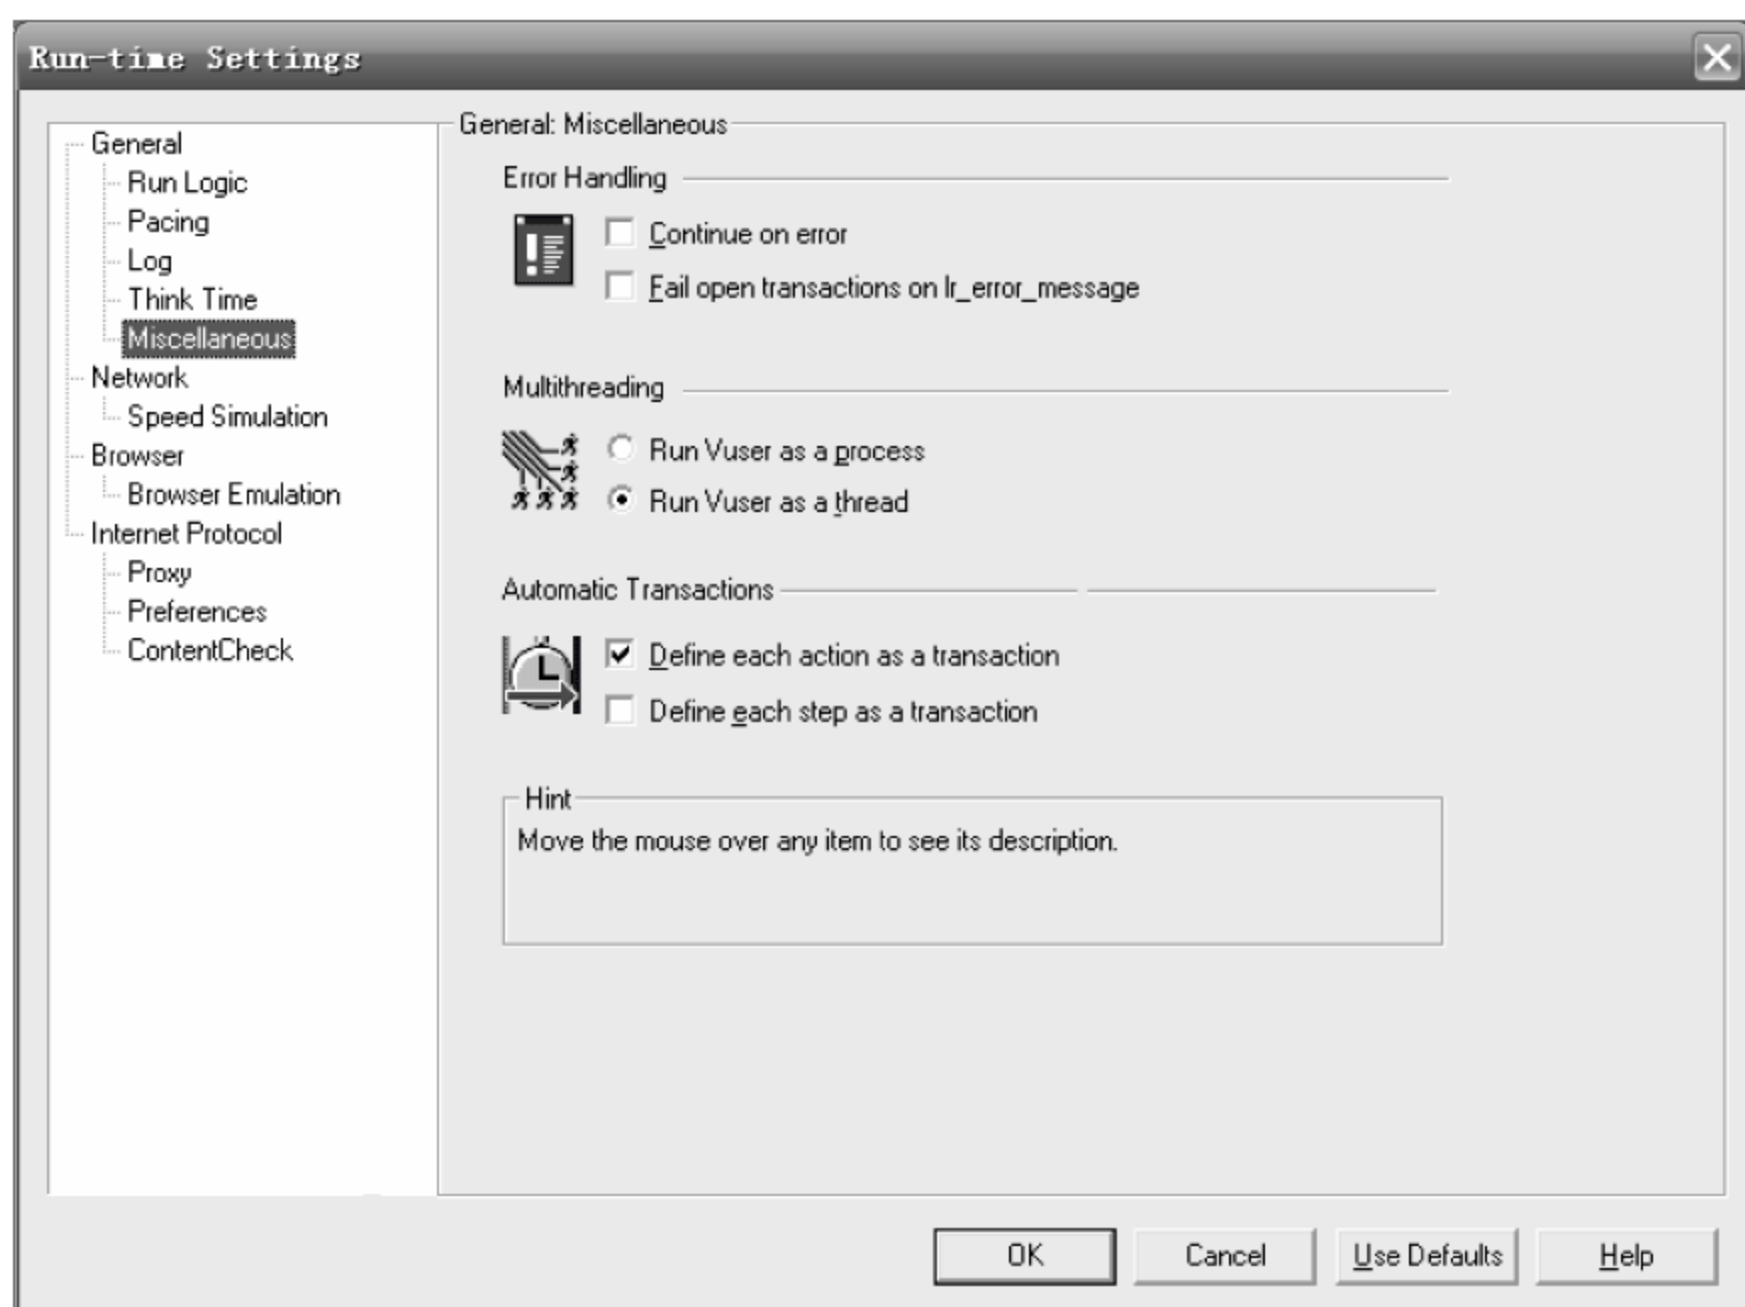 Run-time Settings
General
Run Logic
Pacing
Log
Think Time
Miscellaneous
Network
Speed Simulation
Browser
Browser Emulation
Internet Protocol
Proxy
Preferences
ContentCheck
General: Miscellaneous
Error Handling
Continue on error
Fail open transactions on lr_error_message
Multithreading
Run Vuser as a process
Run Vuser as a thread
Automatic Transactions
Define each action as a transaction
Define each step as a transaction
Hint
Move the mouse over any item to see its description.
OK Cancel Use Defaults Help